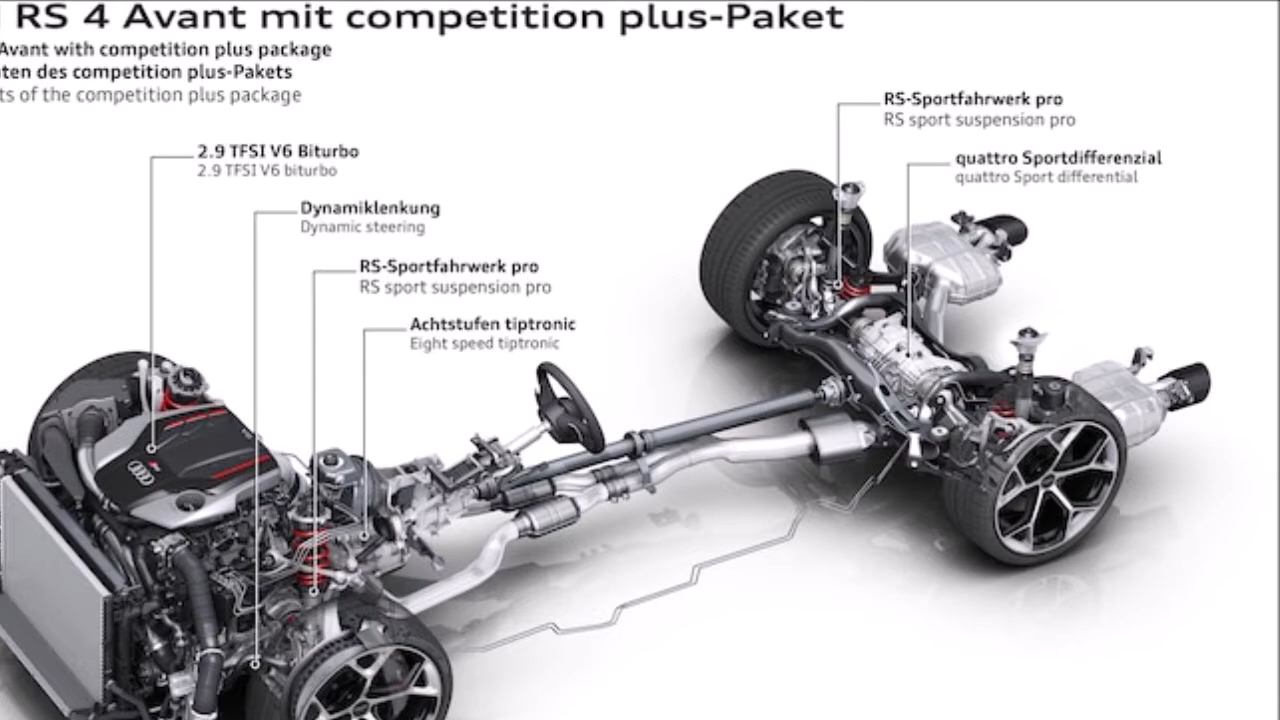 RS 4 Avant mit competition plus-Paket
Avant with competition plus package
ten des competition plus-Pakets
ts of the competition plus package
RS-Sportfahrwerk pro
RS sport suspension pro
quattro Sportdifferenzial
quattro Sport differential
2.9 TFSI V6 Biturbo
2.9 TFSI V6 biturbo
Dynamiklenkung
Dynamic steering
RS-Sportfahrwerk pro
RS sport suspension pro
Achtstufen tiptronic
Eight speed tiptronic